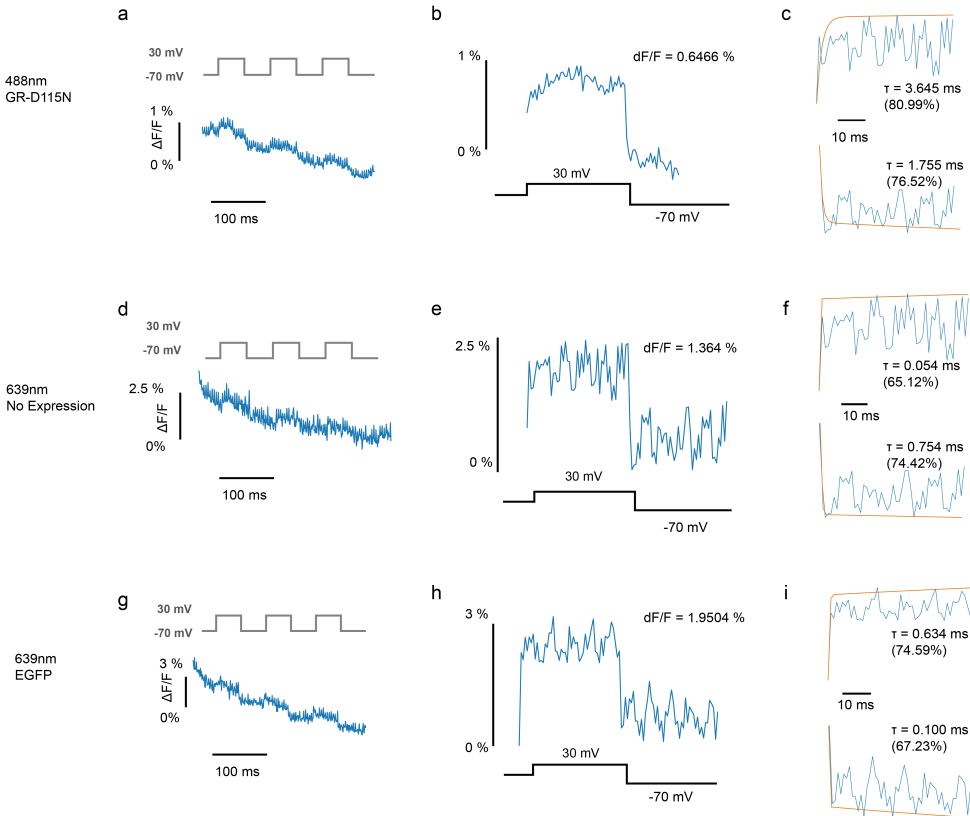 a
b
c
30 mV
-70 mV
488nm
GR-D115N
1 %
ΔF/F
0 %
100 ms
1 %
dF/F = 0.6466 %
0 %
30 mV
-70 mV
τ = 3.645 ms
(80.99%)
10 ms
τ = 1.755 ms
(76.52%)
d
e
f
30 mV
-70 mV
639nm
No Expression
2.5 %
ΔF/F
0%
100 ms
2.5 %
dF/F = 1.364 %
0 %
30 mV
-70 mV
τ = 0.054 ms
(65.12%)
10 ms
τ = 0.754 ms
(74.42%)
g
h
i
30 mV
-70 mV
639nm
EGFP
3 %
ΔF/F
0%
100 ms
3 %
dF/F = 1.9504 %
0 %
30 mV
-70 mV
τ = 0.634 ms
(74.59%)
10 ms
τ = 0.100 ms
(67.23%)